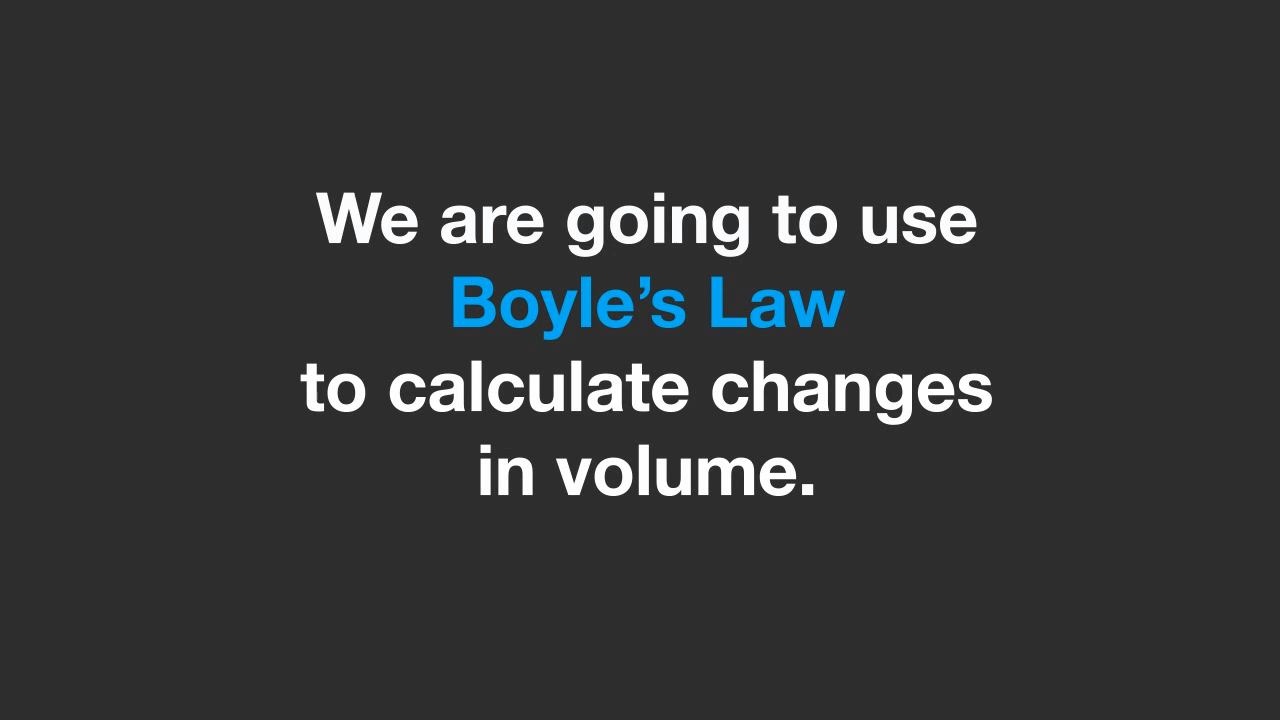 We are going to use
Boyle’s Law
to calculate changes
in volume.